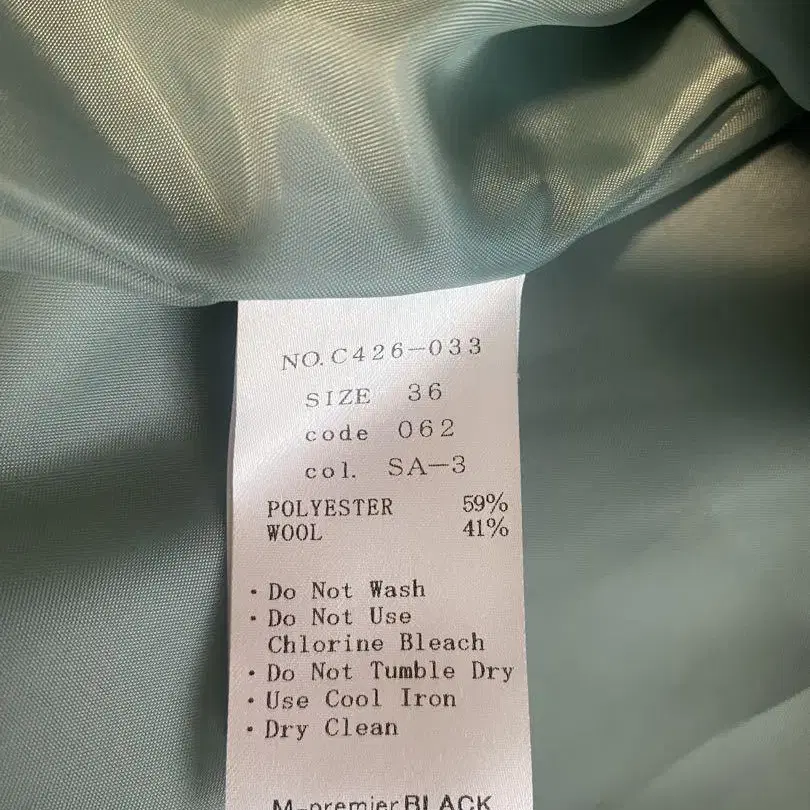 NO. C426-033
SIZE 36
code 062
col. SA-3
POLYESTER 59%
WOOL 41%
・Do Not Wash
・Do Not Use
Chlorine Bleach
・Do Not Tumble Dry
・Use Cool Iron
・Dry Clean
M-premier BLACK